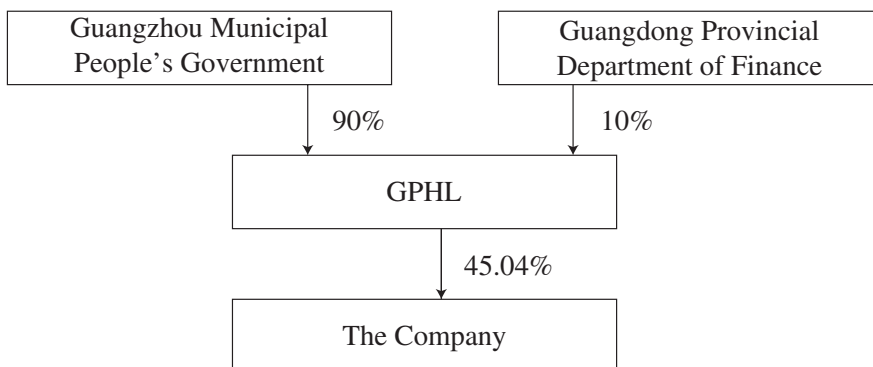 Guangzhou Municipal
People’s Government
Guangdong Provincial
Department of Finance
90%
10%
GPHL
45.04%
The Company